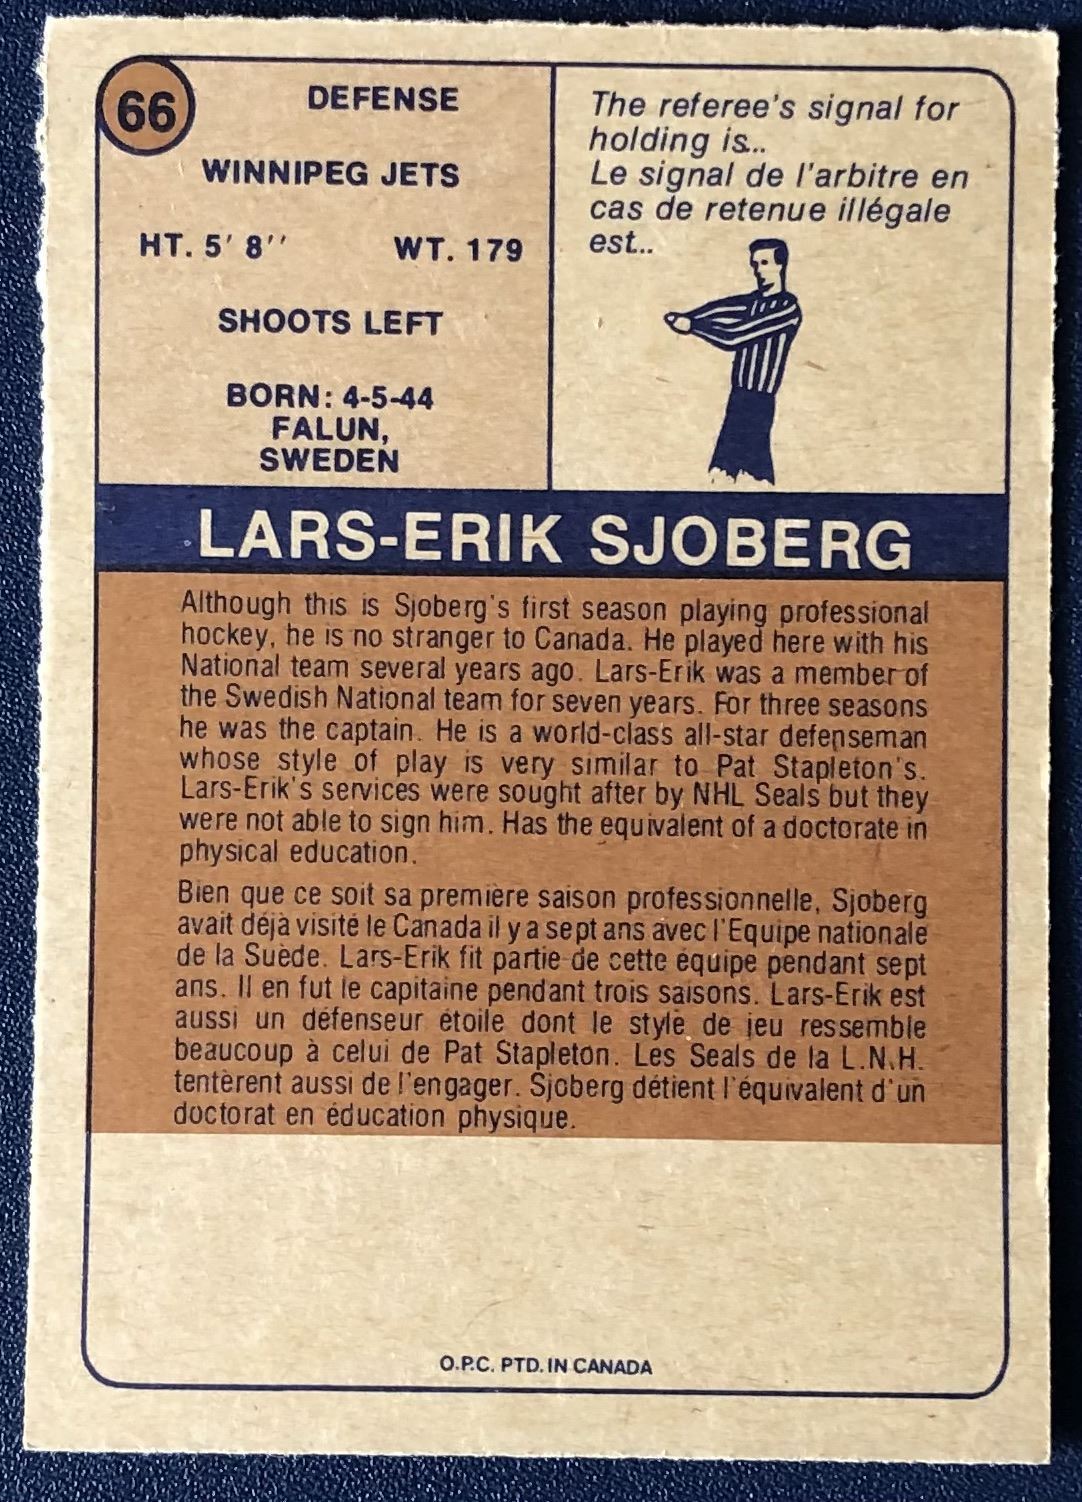 66
DEFENSE
WINNIPEG JETS
HT. 5' 8'' WT. 179
SHOOTS LEFT
BORN: 4-5-44
FALUN,
SWEDEN
The referee's signal for
holding is...
Le signal de l'arbitre en
cas de retenue illégale
est...
LARS-ERIK SJOBERG
Although this is Sjoberg's first season playing professional
hockey, he is no stranger to Canada. He played here with his
National team several years ago. Lars-Erik was a member of
the Swedish National team for seven years. For three seasons
he was the captain. He is a world-class all-star defenseman
whose style of play is very similar to Pat Stapleton's.
Lars-Erik's services were sought after by NHL Seals but they
were not able to sign him. Has the equivalent of a doctorate in
physical education.
Bien que ce soit sa première saison professionnelle, Sjoberg
avait déjà visité le Canada il y a sept ans avec l'Equipe nationale
de la Suède. Lars-Erik fit partie de cette équipe pendant sept
ans. Il en fut le capitaine pendant trois saisons. Lars-Erik est
aussi un défenseur étoile dont le style de jeu ressemble
beaucoup à celui de Pat Stapleton. Les Seals de la L.N.H.
tentèrent aussi de l'engager. Sjoberg détient l'équivalent d'un
doctorat en éducation physique.
O.P.C. PTD. IN CANADA